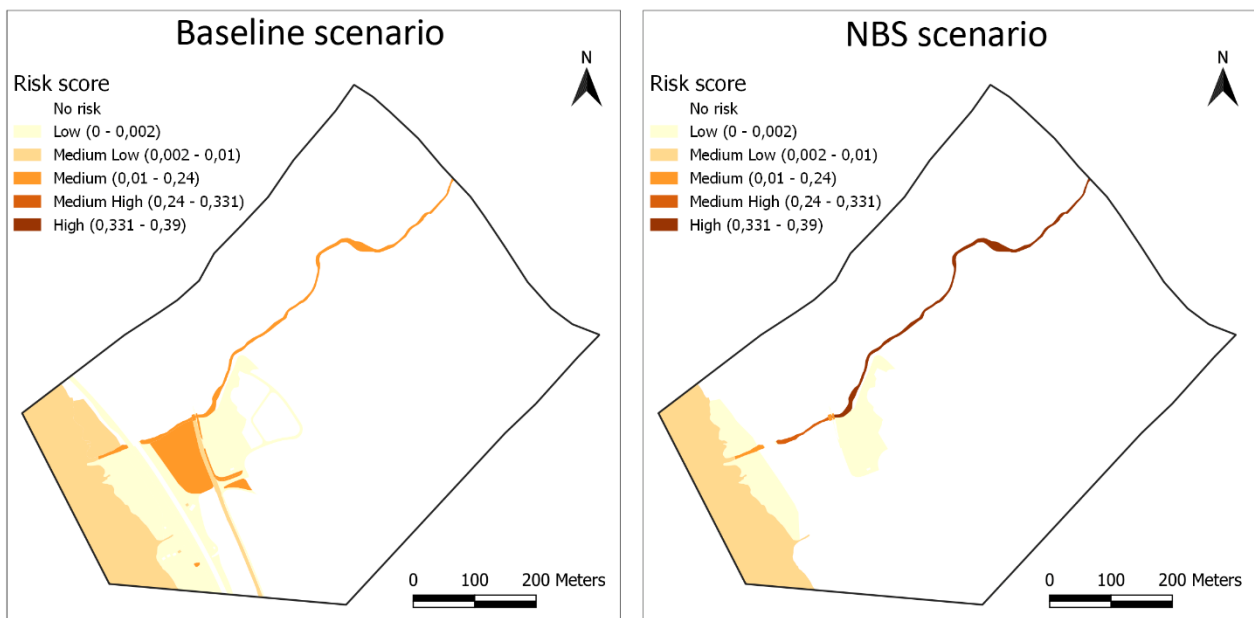 Baseline scenario
N
Risk score
No risk
Low (0 - 0,002)
Medium Low (0,002 - 0,01)
Medium (0,01 - 0,24)
Medium High (0,24 - 0,331)
High (0,331 - 0,39)
0 100 200 Meters
NBS scenario
N
Risk score
No risk
Low (0 - 0,002)
Medium Low (0,002 - 0,01)
Medium (0,01 - 0,24)
Medium High (0,24 - 0,331)
High (0,331 - 0,39)
0 100 200 Meters